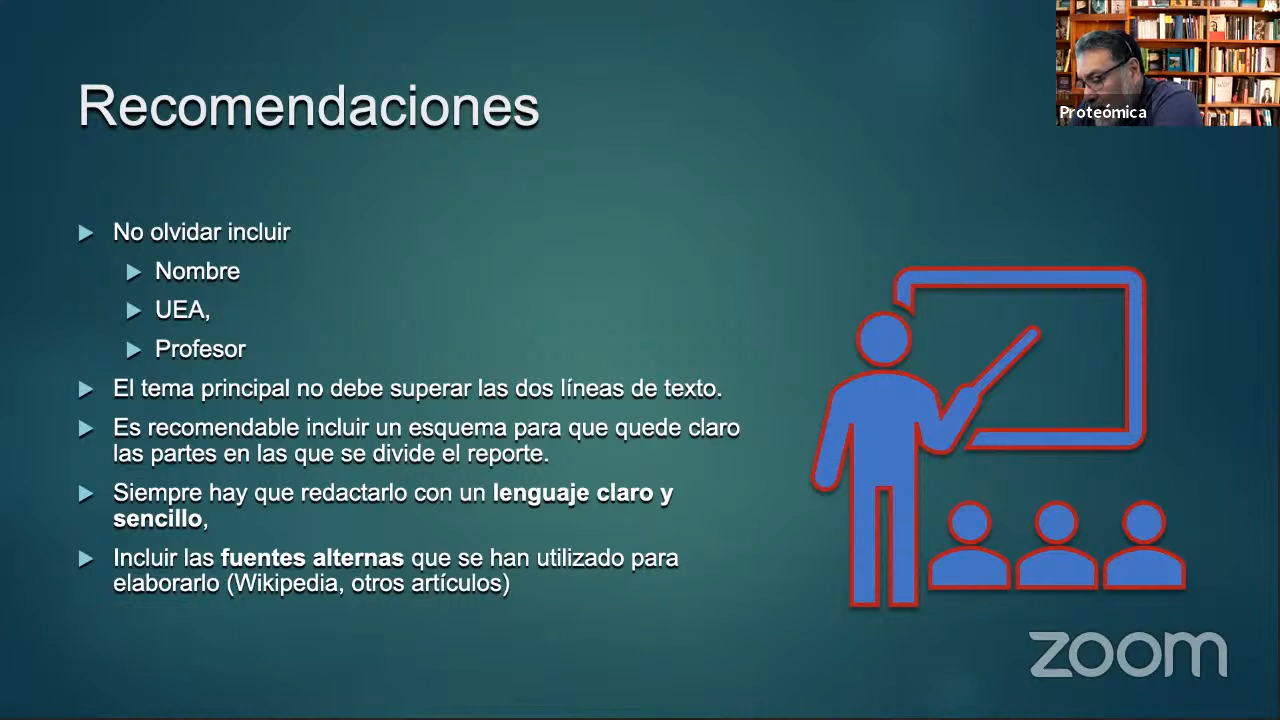 Recomendaciones
Proteómica
No olvidar incluir
Nombre
UEA,
Profesor
El tema principal no debe superar las dos líneas de texto.
Es recomendable incluir un esquema para que quede claro
las partes en las que se divide el reporte.
Siempre hay que redactarlo con un lenguaje claro y
sencillo,
Incluir las fuentes alternas que se han utilizado para
elaborarlo (Wikipedia, otros artículos)
zoom